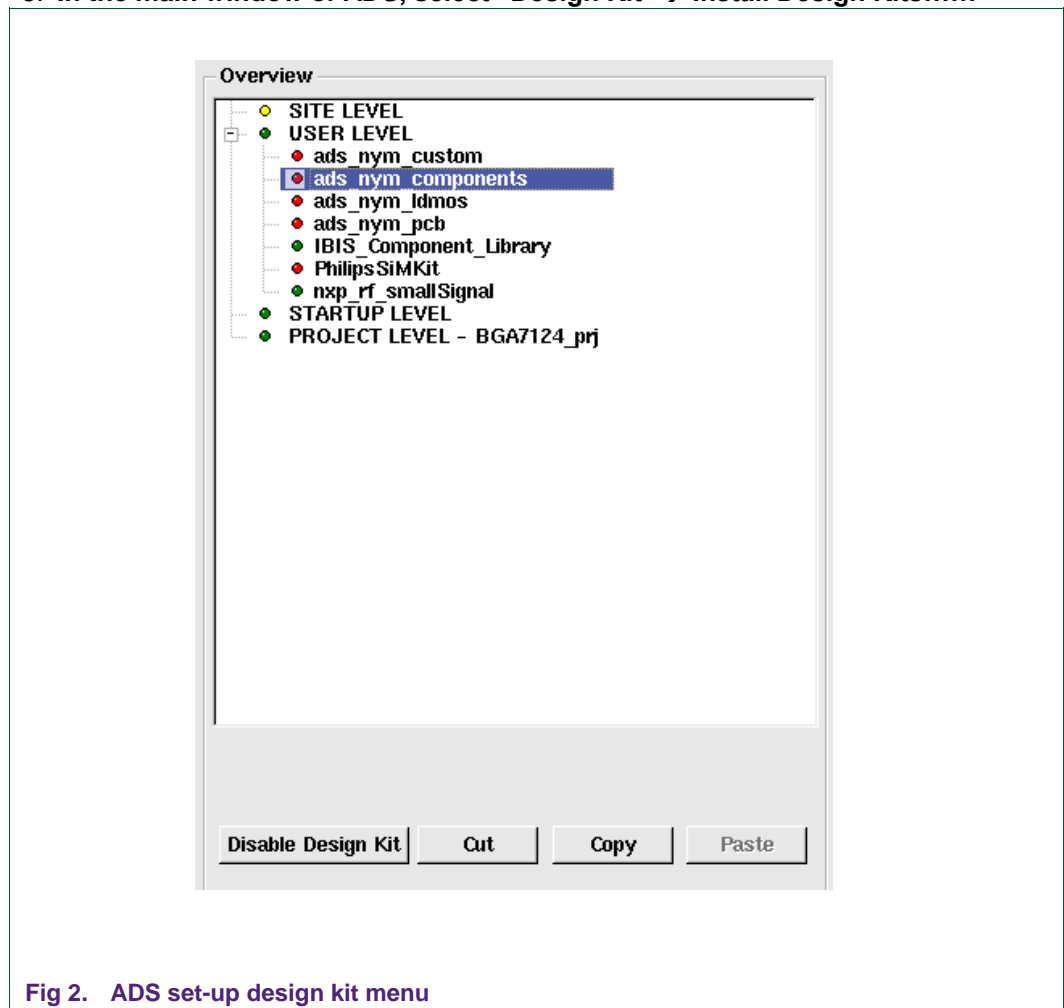 Overview
SITE LEVEL
USER LEVEL
ads_nym_custom
ads_nym_components
ads_nym_ldmos
ads_nym_pcb
IBIS_Component_Library
PhilipsSiMKit
nxp_rf_smallSignal
STARTUP LEVEL
PROJECT LEVEL - BGA7124_prj
Disable Design Kit Cut Copy Paste
Fig 2. ADS set-up design kit menu